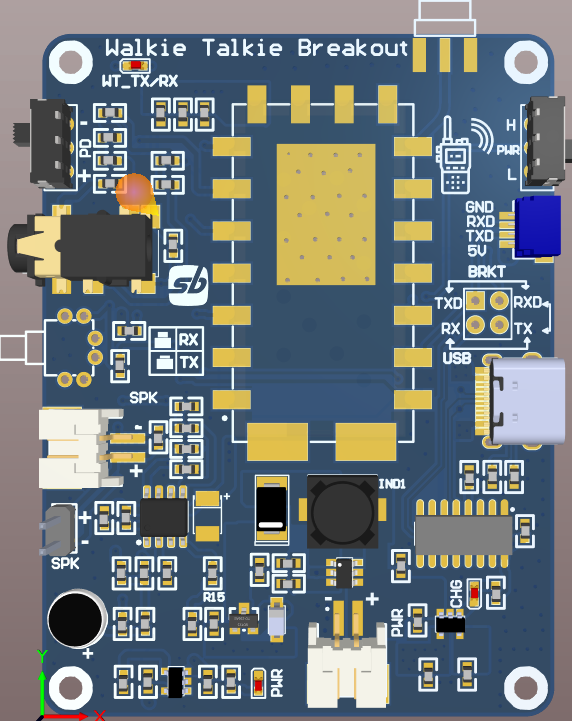 Walkie Talkie Breakout
WT_TX/RX
-
PD
+
H
PWR
L
GND
RXD
TXD
5V
BRKT
TXD
RXD
RX
TX
USB
sb
RX
TX
SPK
-
+
IND1
+
+
-
SPK
R15
CHG
-
+
PWR
+
PWR
Y
X